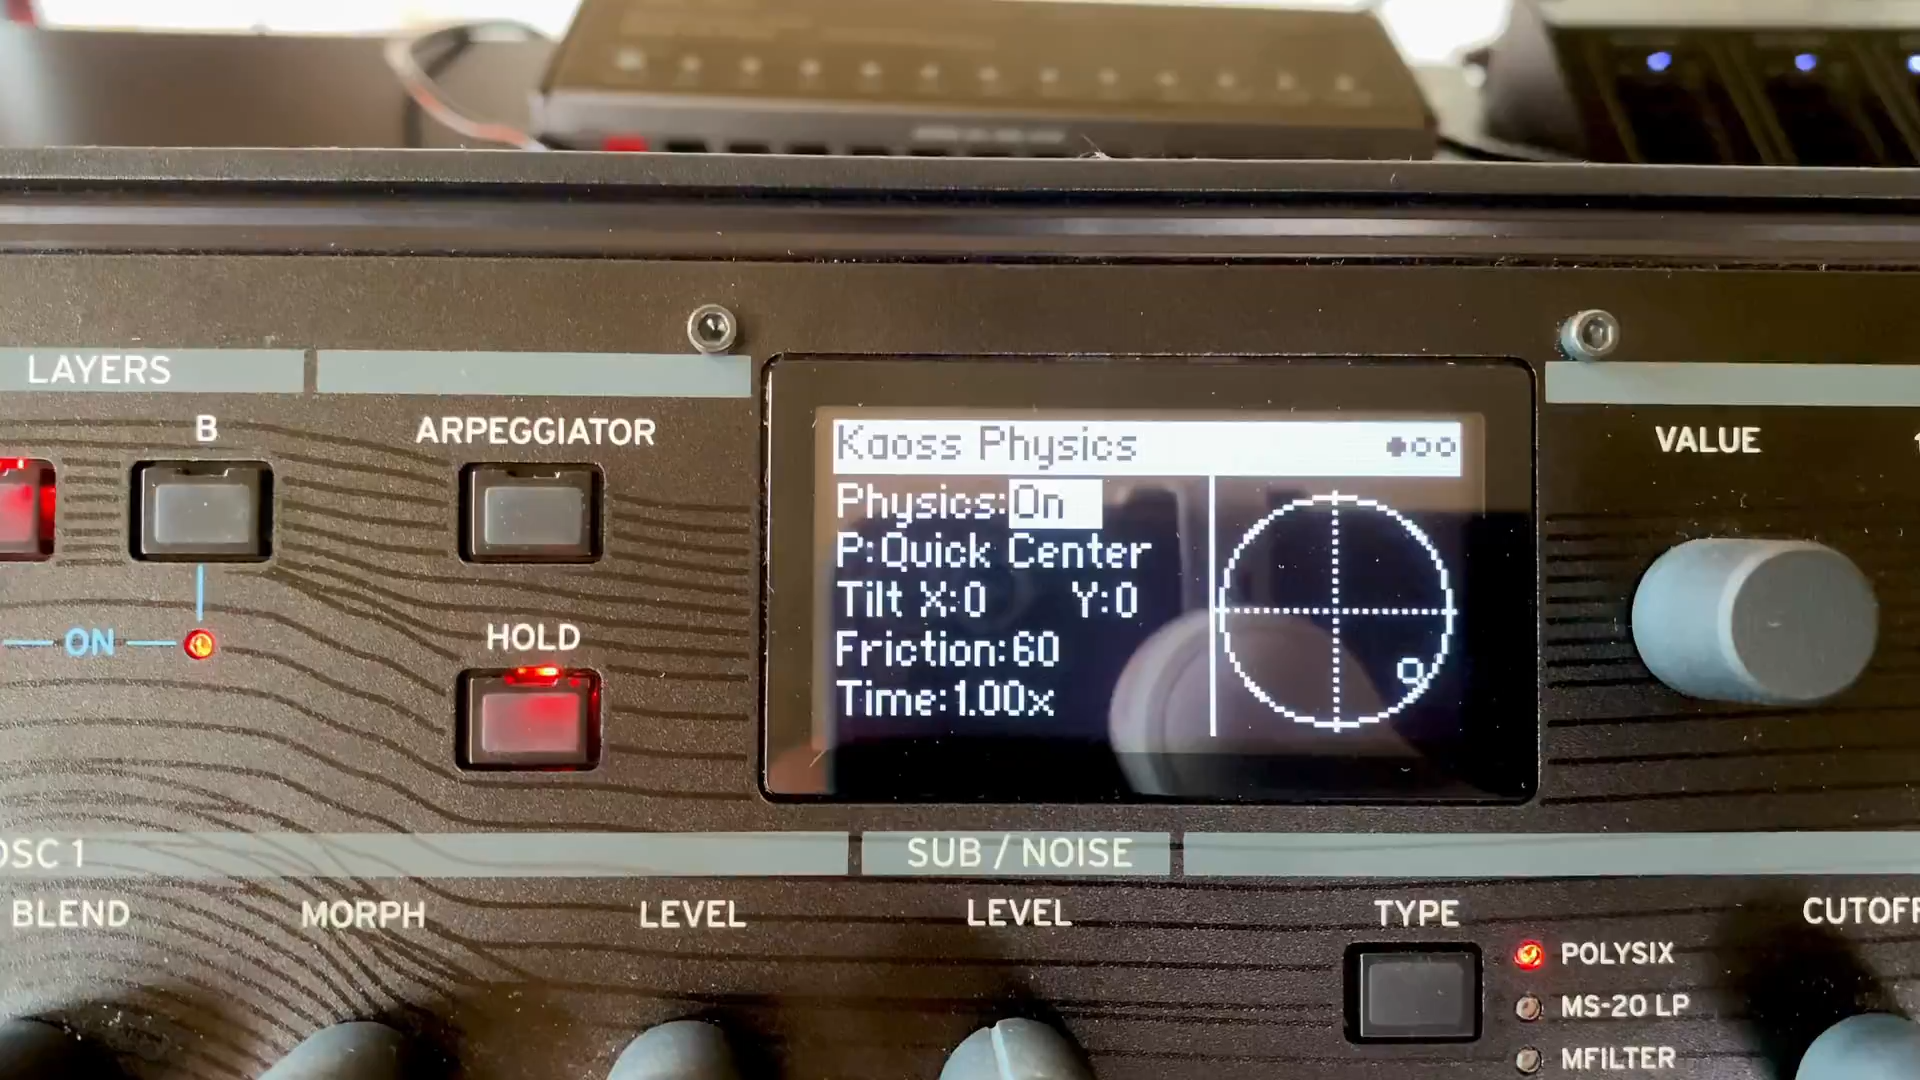 LAYERS
B
ARPEGGIATOR
ON
HOLD
Kaoss Physics
Physics:On
P:Quick Center
Tilt X:0 Y:0
Friction:60
Time:1.00x
VALUE
OSC 1
SUB / NOISE
BLEND
MORPH
LEVEL
LEVEL
TYPE
CUTOFF
POLYSIX
MS-20 LP
MFILTER